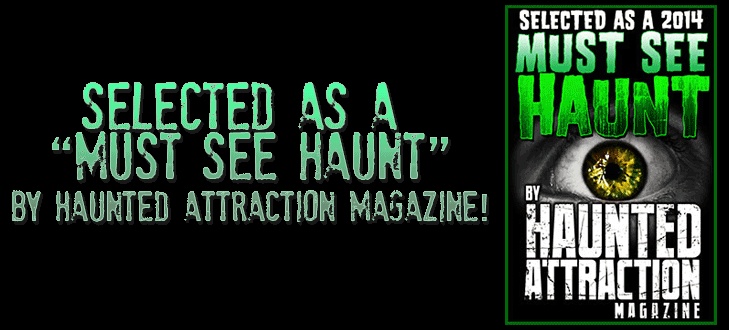 SELECTED AS A
“MUST SEE HAUNT”
BY HAUNTED ATTRACTION MAGAZINE!
SELECTED AS A 2014
MUST SEE
HAUNT
BY
HAUNTED
ATTRACTION
MAGAZINE